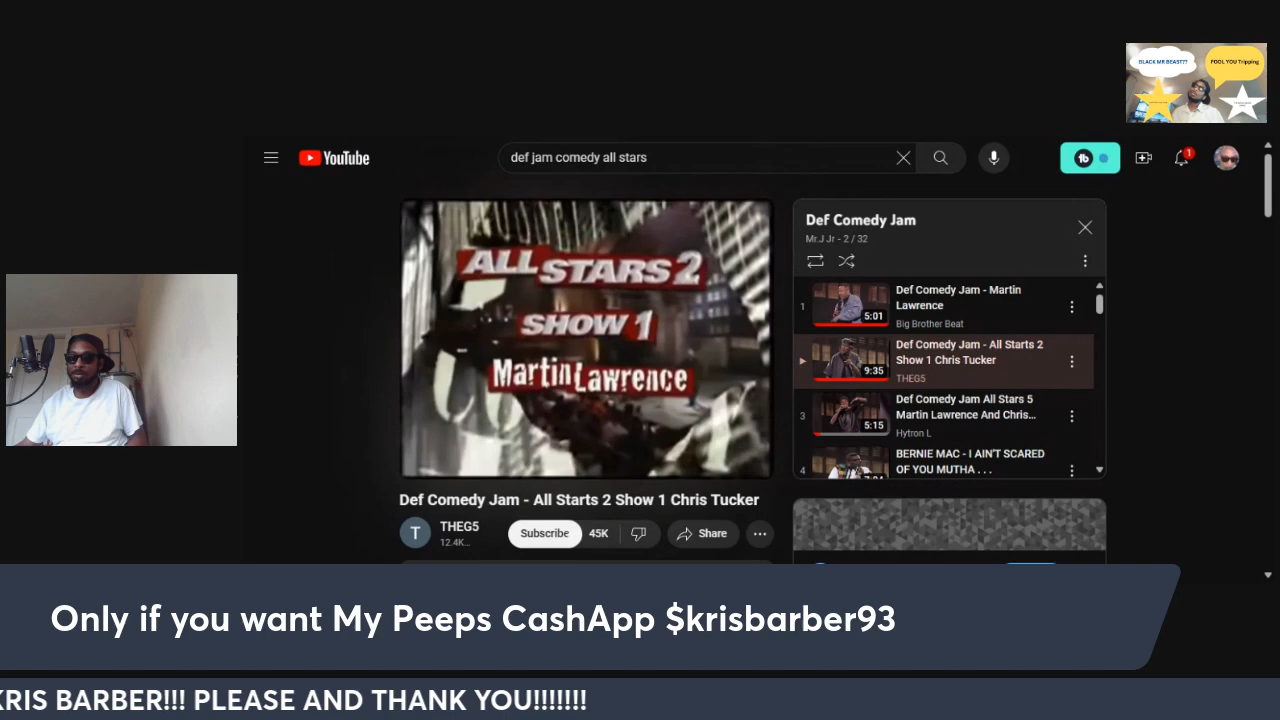 BLACK MR BEAST??
FOOL YOU Tripping
YouTube
def jam comedy all stars
1
ALL STARS 2
SHOW 1
Martin Lawrence
Def Comedy Jam
Mr.J Jr - 2 / 32
1
5:01
Def Comedy Jam - Martin
Lawrence
Big Brother Beat
9:35
Def Comedy Jam - All Starts 2
Show 1 Chris Tucker
THEG5
3
5:15
Def Comedy Jam All Stars 5
Martin Lawrence And Chris...
Hytron L
4
BERNIE MAC - I AIN'T SCARED
OF YOU MUTHA . . .
Def Comedy Jam - All Starts 2 Show 1 Chris Tucker
T
THEG5
12.4K...
Subscribe
45K
Share
Only if you want My Peeps CashApp $krisbarber93
KRIS BARBER!!! PLEASE AND THANK YOU!!!!!!!